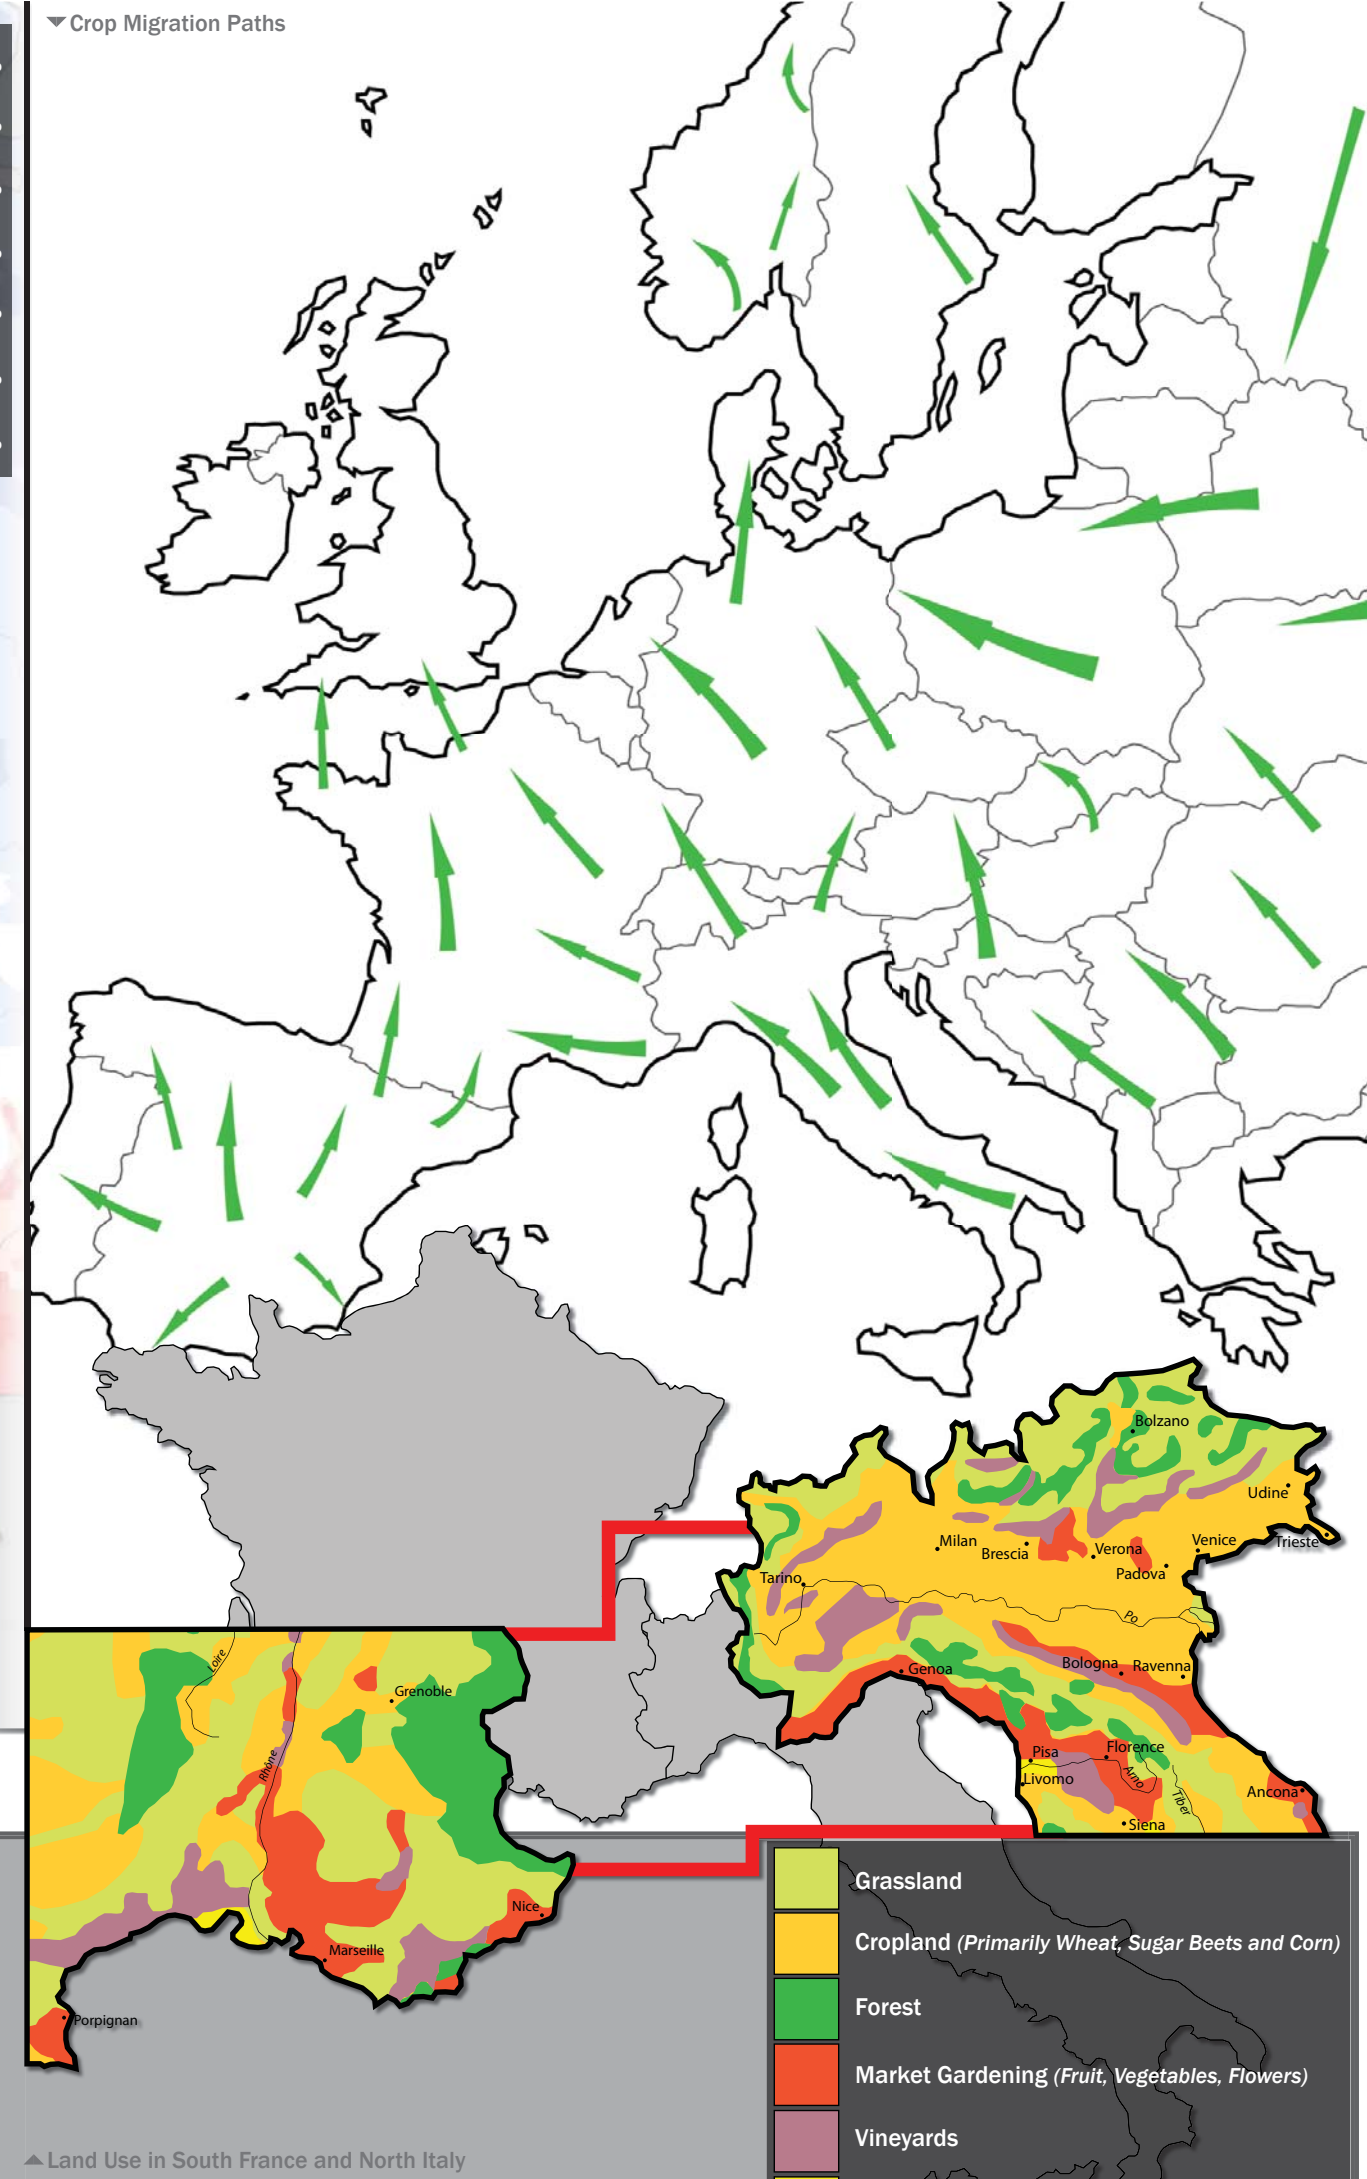 Crop Migration Paths
Bolzano
Udine
Milan
Brescia
Verona
Venice
Trieste
Padova
Tarino
Po
Genoa
Bologna
Ravenna
Loire
Grenoble
Rhône
Pisa
Florence
Livomo
Arno
Tiber
Ancona
Siena
Nice
Marseille
Porpignan
Grassland
Cropland (Primarily Wheat, Sugar Beets and Corn)
Forest
Market Gardening (Fruit, Vegetables, Flowers)
Vineyards
Land Use in South France and North Italy